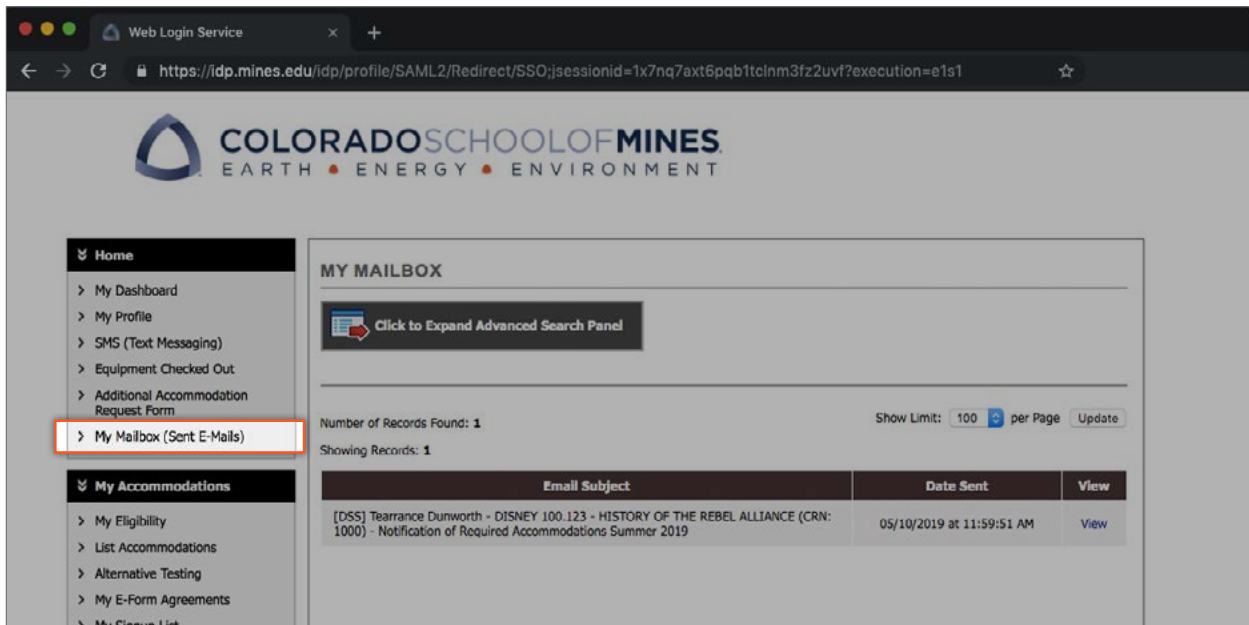 Web Login Service
https://idp.mines.edu/idp/profile/SAML2/Redirect/SSO;jsessionid=1x7nq7axt6pqb1tclnm3fz2uvf?execution=e1s1
COLORADOSCHOOLOFMINES
EARTH • ENERGY • ENVIRONMENT
Home
My Dashboard
My Profile
SMS (Text Messaging)
Equipment Checked Out
Additional Accommodation
Request Form
My Mailbox (Sent E-Mails)
My Accommodations
My Eligibility
List Accommodations
Alternative Testing
My E-Form Agreements
My Signup List
MY MAILBOX
Click to Expand Advanced Search Panel
Number of Records Found: 1
Show Limit: 100 per Page Update
Showing Records: 1
Email Subject Date Sent View
[DSS] Tearrance Dunworth - DISNEY 100.123 - HISTORY OF THE REBEL ALLIANCE (CRN:
1000) - Notification of Required Accommodations Summer 2019
05/10/2019 at 11:59:51 AM View